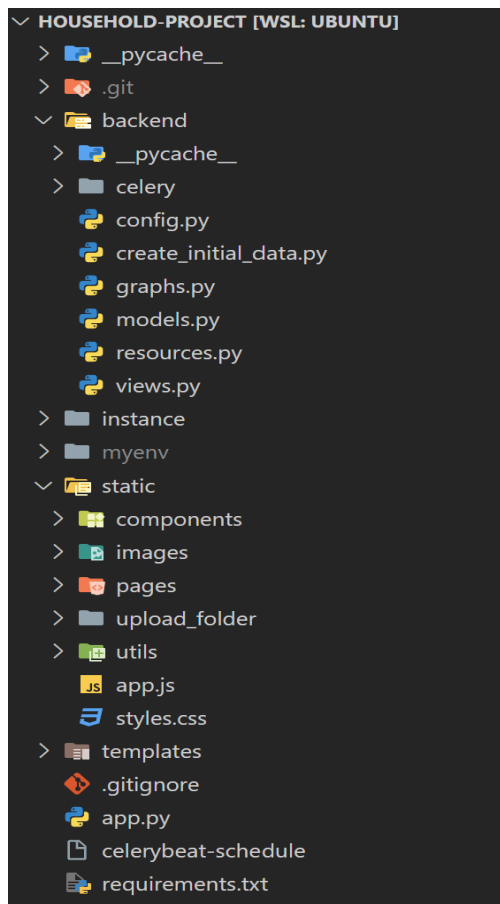 HOUSEHOLD-PROJECT [WSL: UBUNTU]
__pycache__
.git
backend
__pycache__
celery
config.py
create_initial_data.py
graphs.py
models.py
resources.py
views.py
instance
myenv
static
components
images
pages
upload_folder
utils
JS app.js
styles.css
templates
.gitignore
app.py
celerybeat-schedule
requirements.txt